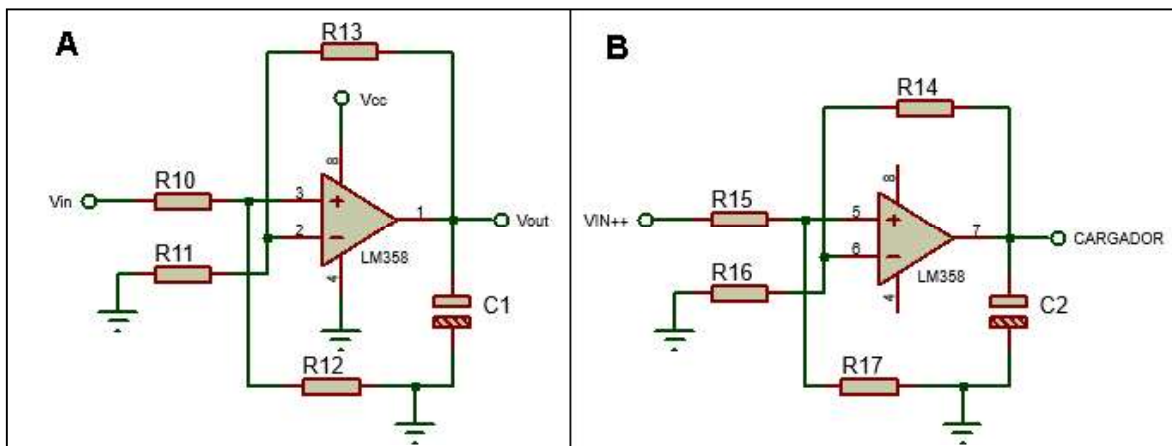 A
R13
Vcc
8
R10
Vin
3
+
1
Vout
2
−
R11
LM358
4
C1
R12
B
R14
8
R15
VIN++
5
+
7
CARGADOR
6
−
R16
LM358
4
C2
R17